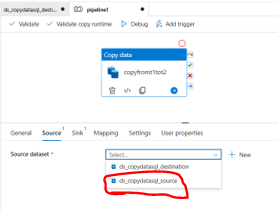 ds_copydatasql_desti...
pipeline1
Validate
Validate copy runtime
Debug
Add trigger
Copy data
copyfromt1tot2
General
Source 1
Sink 1
Mapping
Settings
User properties
Source dataset *
Select...
New
ds_copydatasql_destination
ds_copydatasql_source